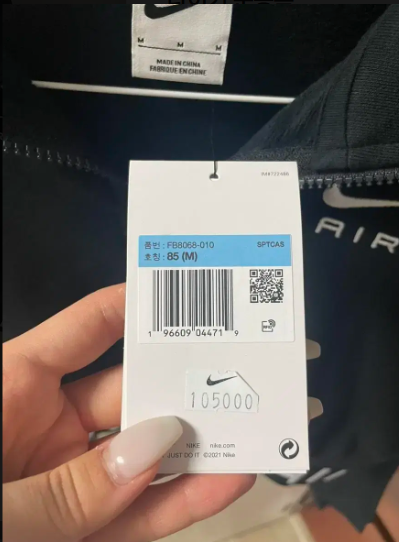 M M M
MADE IN CHINA
FABRIQUÉ EN CHINE
AIR
품번 : FB8068-010 SPTCAS
호칭 : 85 (M)
1 96609 04471 9
105000
NIKE nike.com
JUST DO IT ©2021 Nike